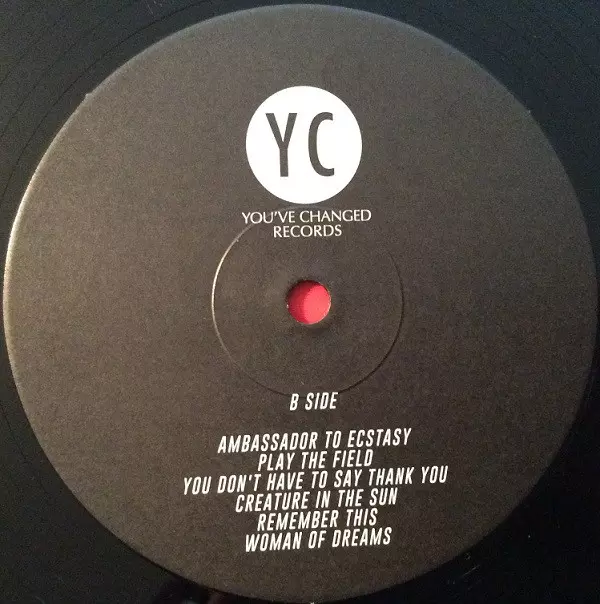 YC
YOU'VE CHANGED
RECORDS
B SIDE
AMBASSADOR TO ECSTASY
PLAY THE FIELD
YOU DON'T HAVE TO SAY THANK YOU
CREATURE IN THE SUN
REMEMBER THIS
WOMAN OF DREAMS